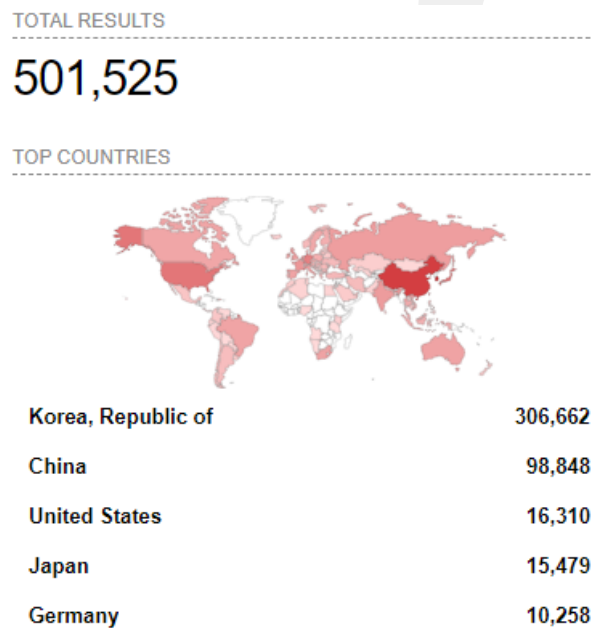 TOTAL RESULTS
501,525
TOP COUNTRIES
Korea, Republic of 306,662
China 98,848
United States 16,310
Japan 15,479
Germany 10,258